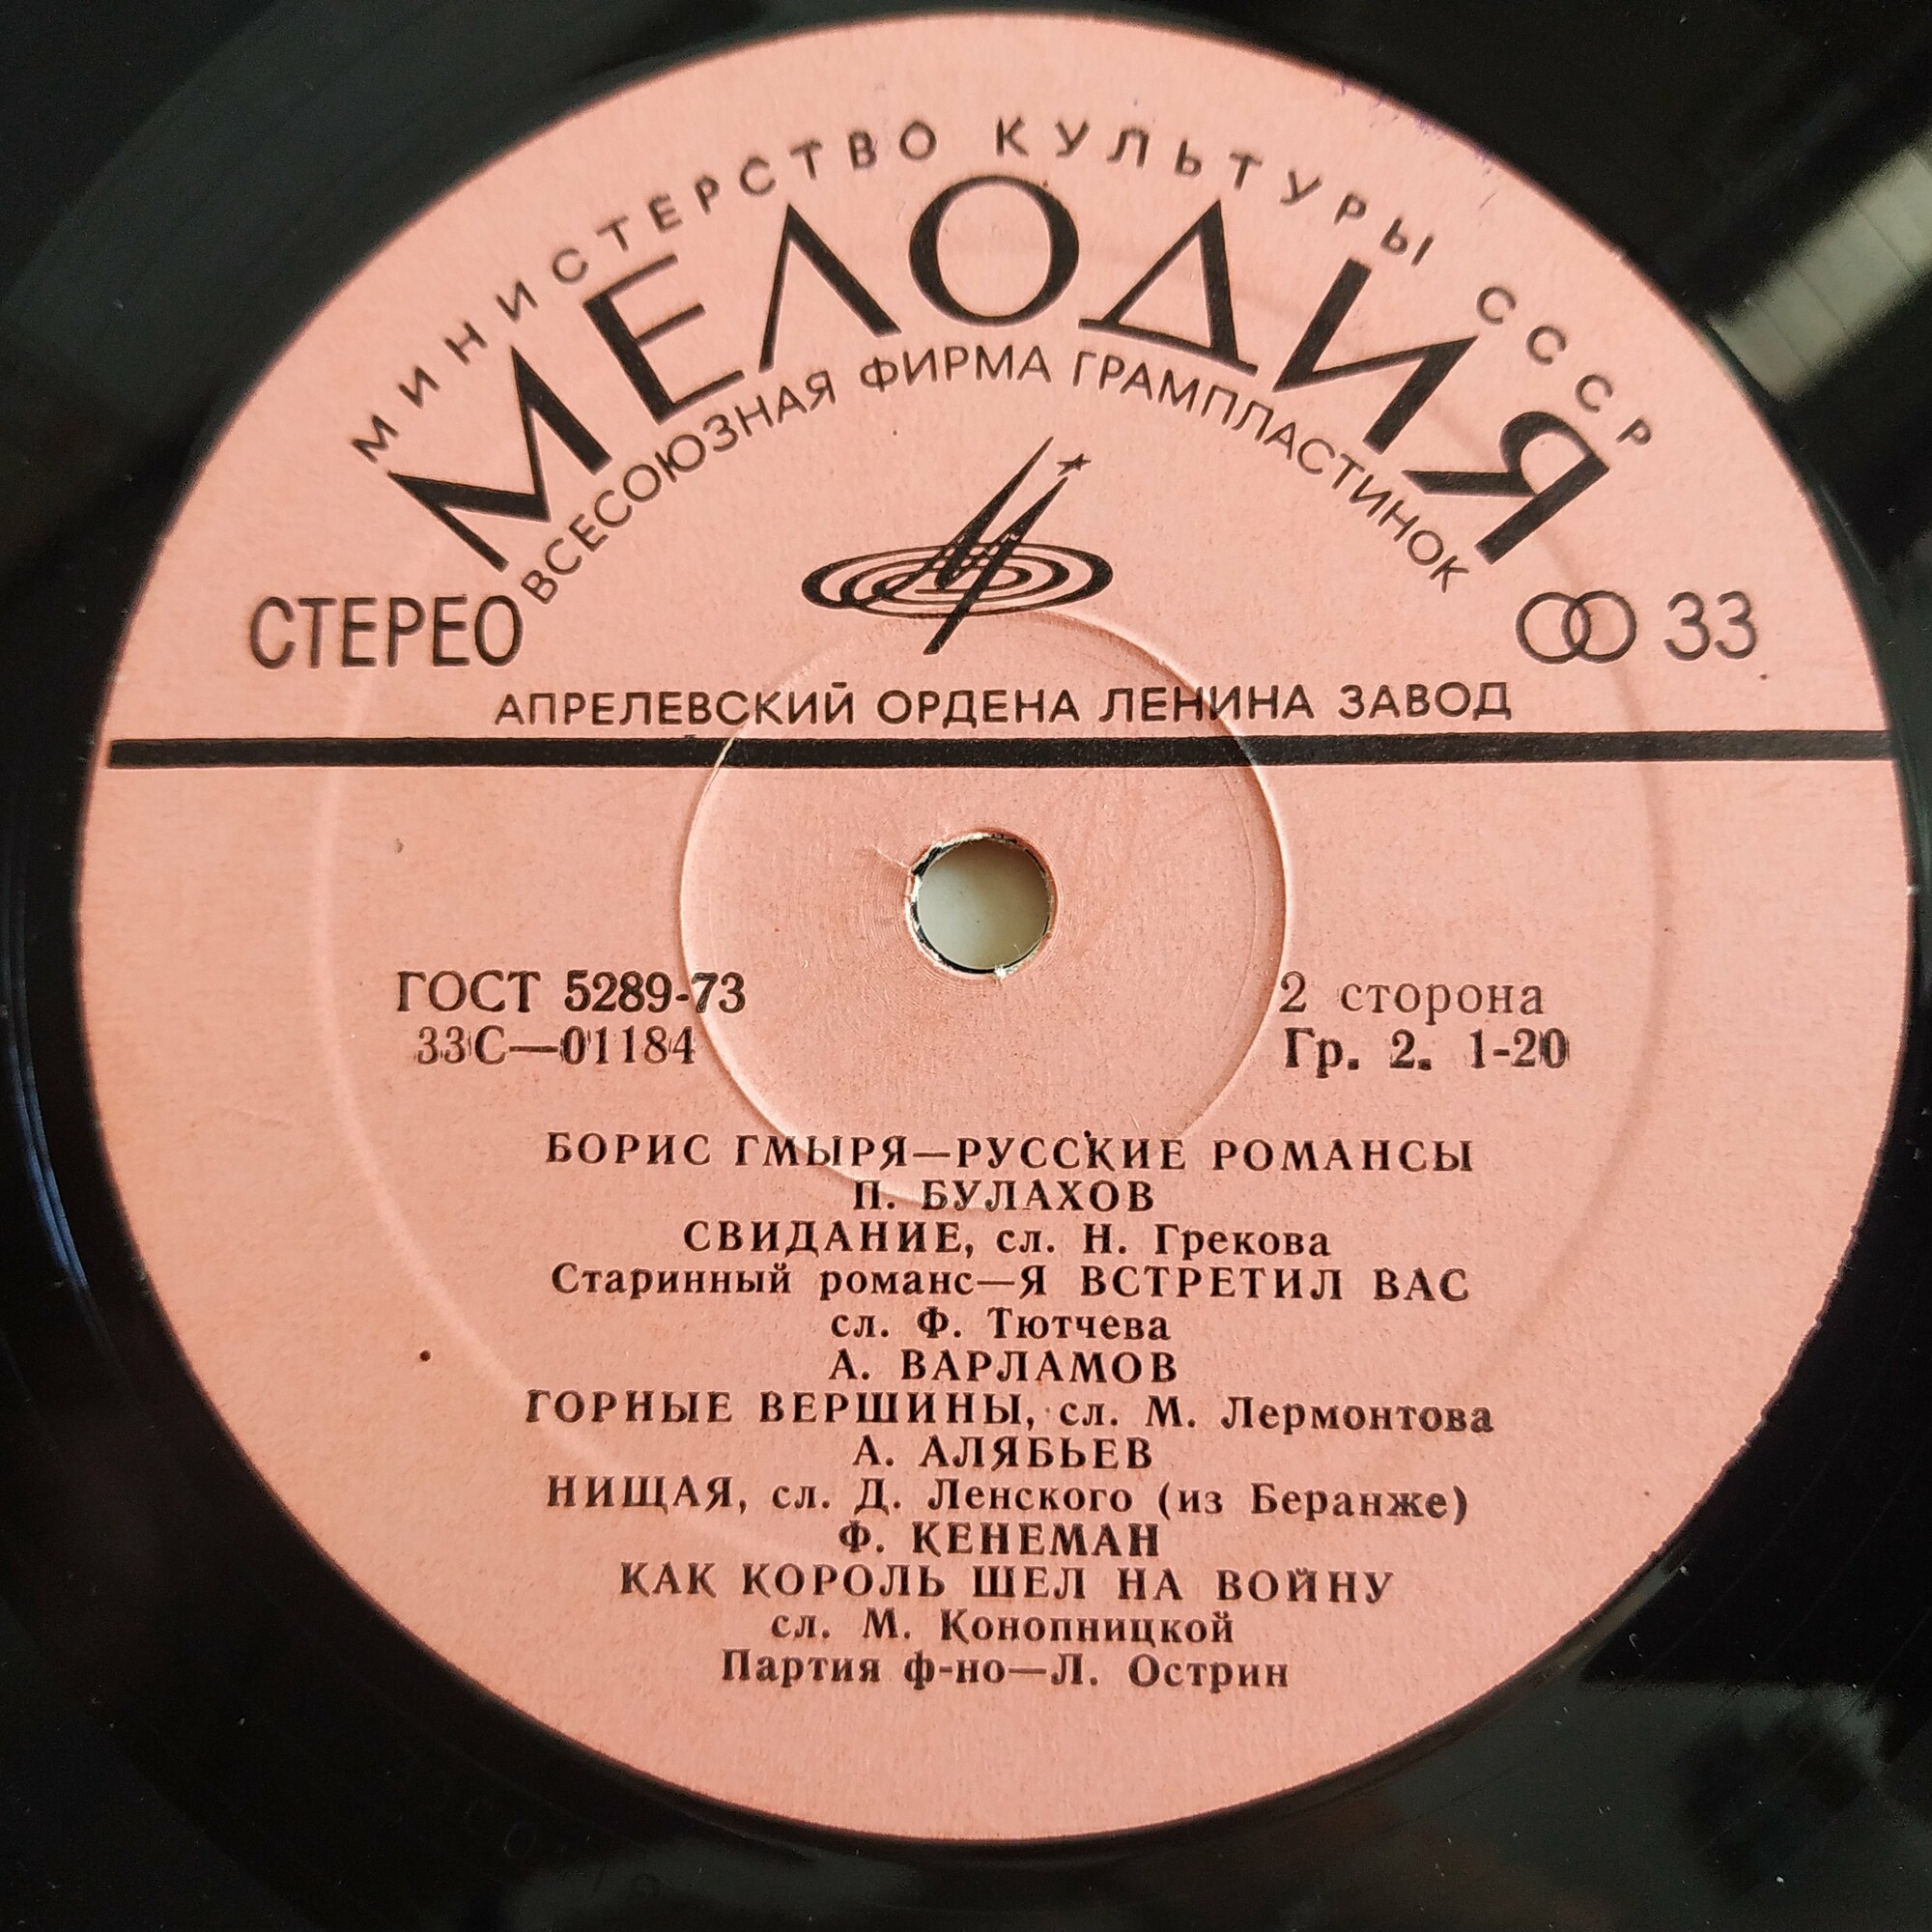 МИНИСТЕРСТВО КУЛЬТУРЫ СССР
МЕЛОДИЯ
ВСЕСОЮЗНАЯ ФИРМА ГРАМПЛАСТИНОК
СТЕРЕО
33
АПРЕЛЕВСКИЙ ОРДЕНА ЛЕНИНА ЗАВОД
ГОСТ 5289-73
33С—01184
2 сторона
Гр. 2. 1-20
БОРИС ГМЫРЯ—РУССКИЕ РОМАНСЫ
П. БУЛАХОВ
СВИДАНИЕ, сл. Н. Грекова
Старинный романс—Я ВСТРЕТИЛ ВАС
сл. Ф. Тютчева
А. ВАРЛАМОВ
ГОРНЫЕ ВЕРШИНЫ, сл. М. Лермонтова
А. АЛЯБЬЕВ
НИЩАЯ, сл. Д. Ленского (из Беранже)
Ф. КЕНЕМАН
КАК КОРОЛЬ ШЕЛ НА ВОЙНУ
сл. М. Конопницкой
Партия ф-но—Л. Острин